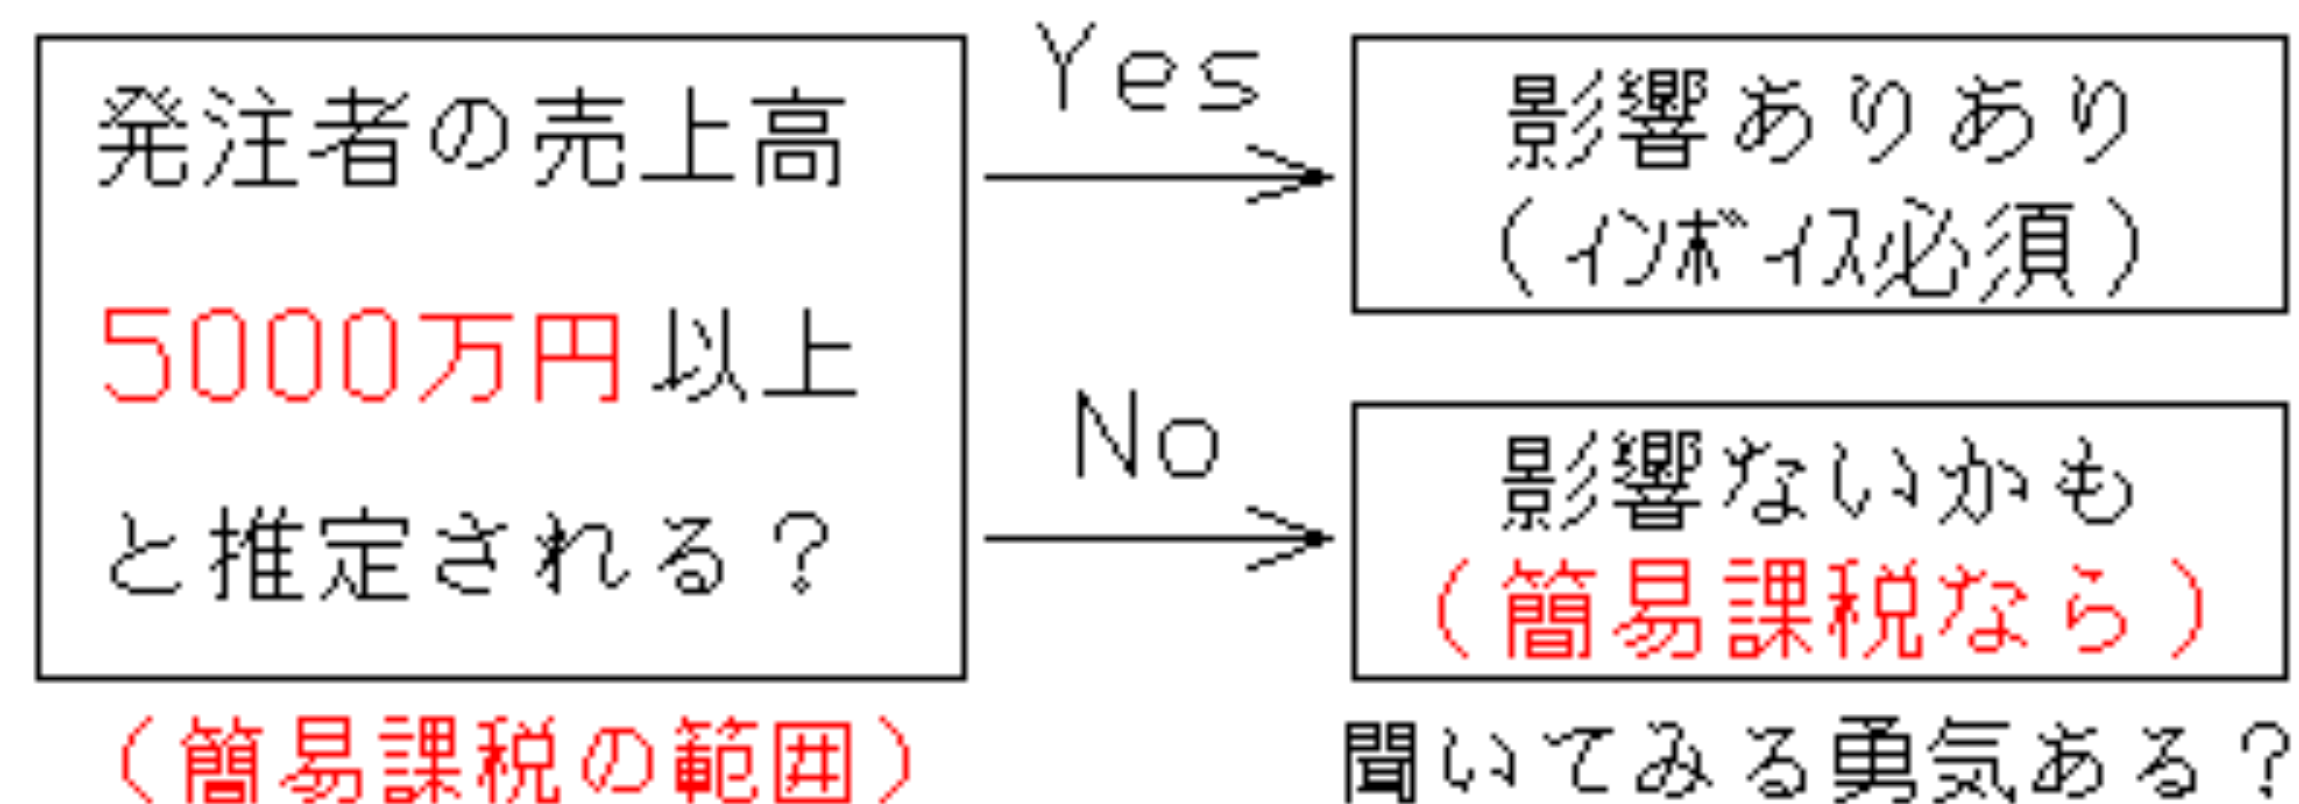 発注者の売上高
5000万円以上
と推定される？
（簡易課税の範囲）
Yes
影響ありあり
（ｲﾝﾎﾞｲｽ必須）
No
影響ないかも
（簡易課税なら）
聞いてみる勇気ある？